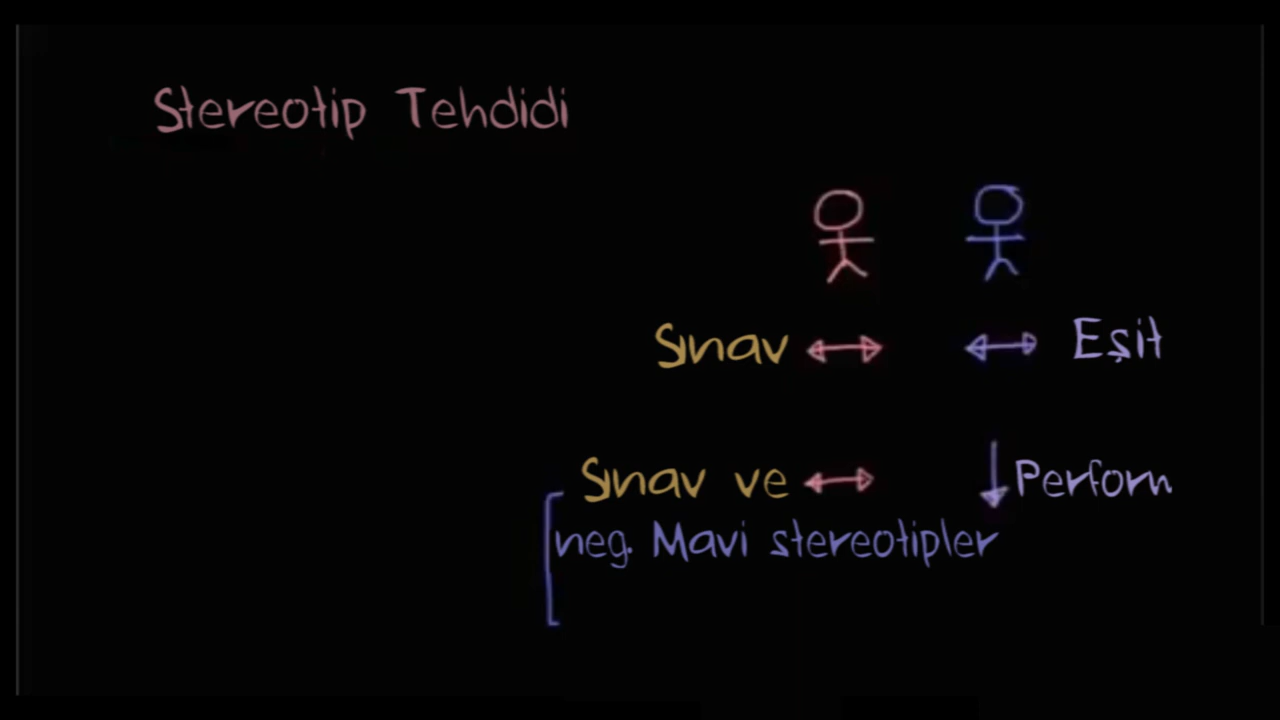 Stereotip Tehdidi
Sınav Eşit
Sınav ve Perform
neg. Mavi stereotipler